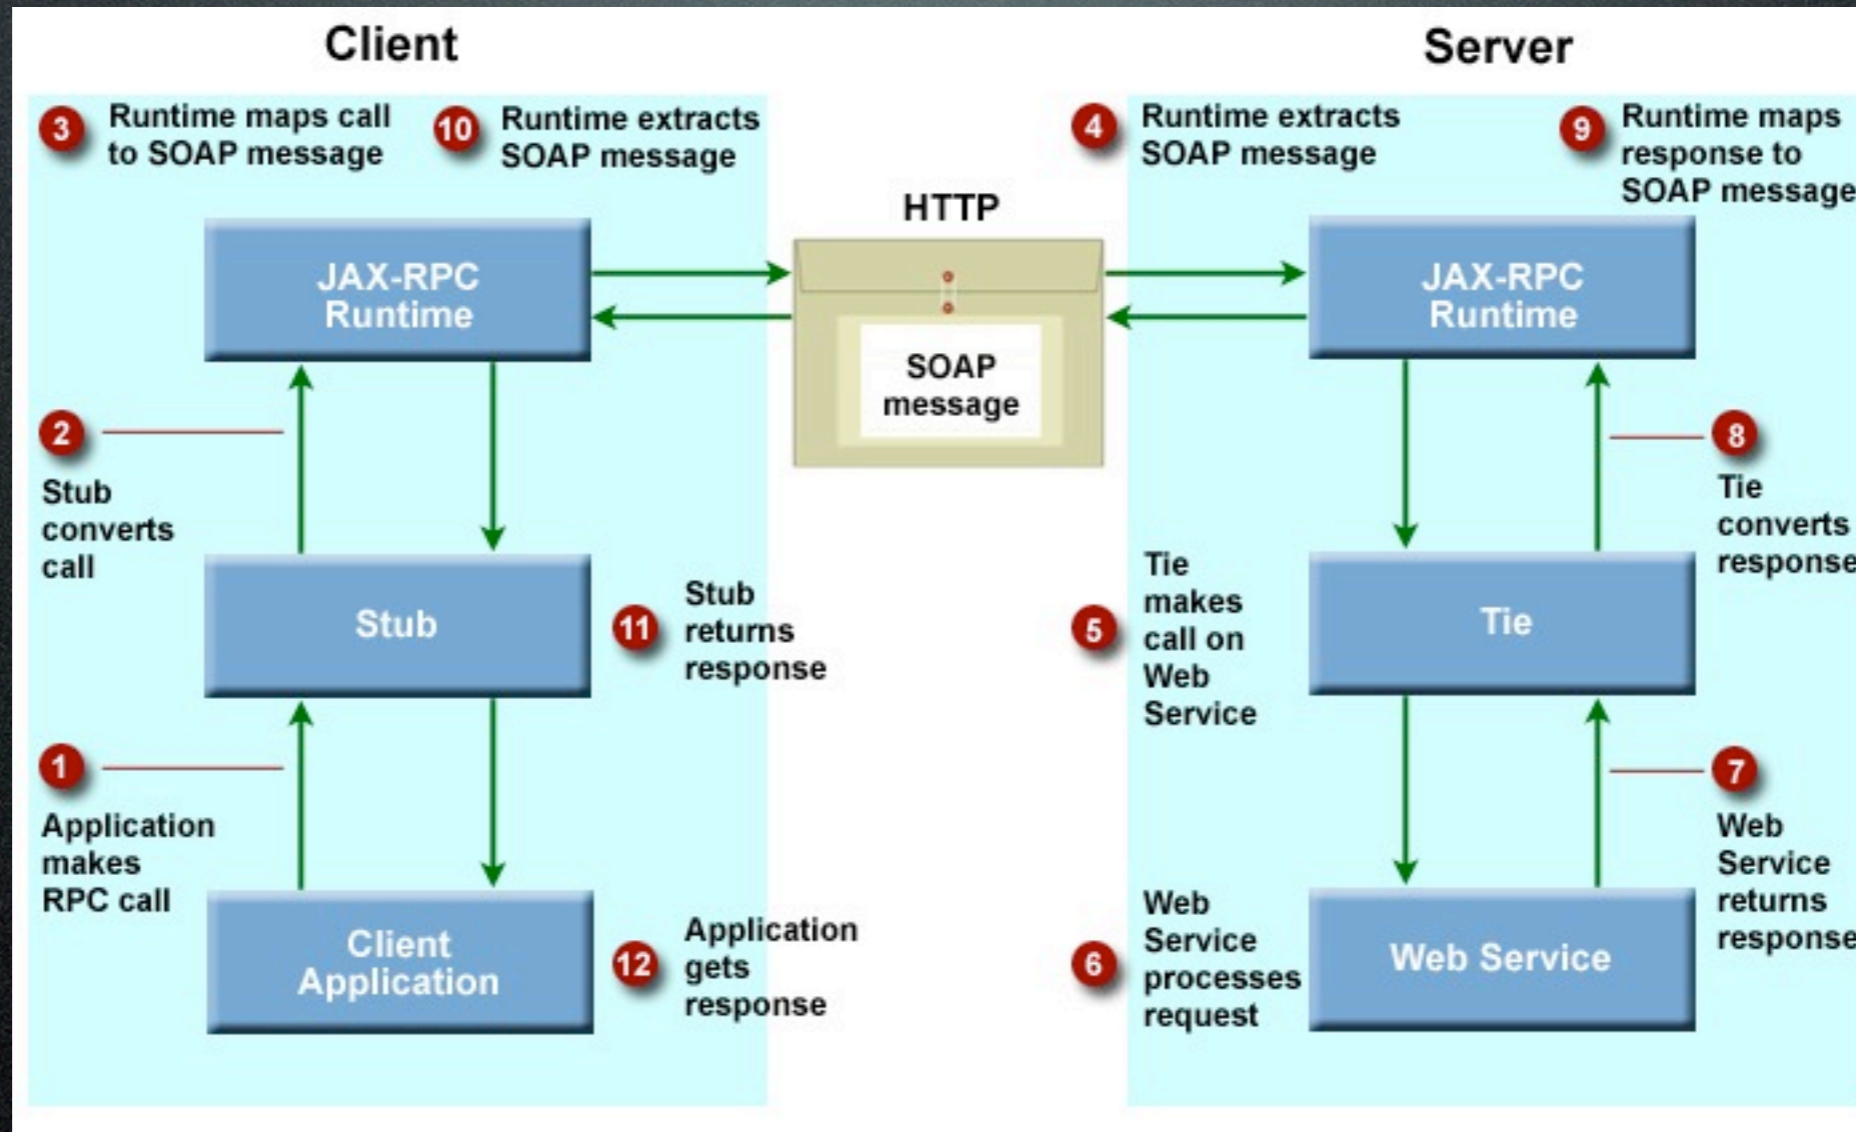 Client
Server
3
Runtime maps call
to SOAP message
10
Runtime extracts
SOAP message
4
Runtime extracts
SOAP message
9
Runtime maps
response to
SOAP message
HTTP
JAX-RPC
Runtime
SOAP
message
JAX-RPC
Runtime
2
Stub
converts
call
8
Tie
converts
response
Stub
11
Stub
returns
response
5
Tie
makes
call on
Web
Service
Tie
1
Application
makes
RPC call
7
Web
Service
returns
response
Client
Application
12
Application
gets
response
6
Web
Service
processes
request
Web Service